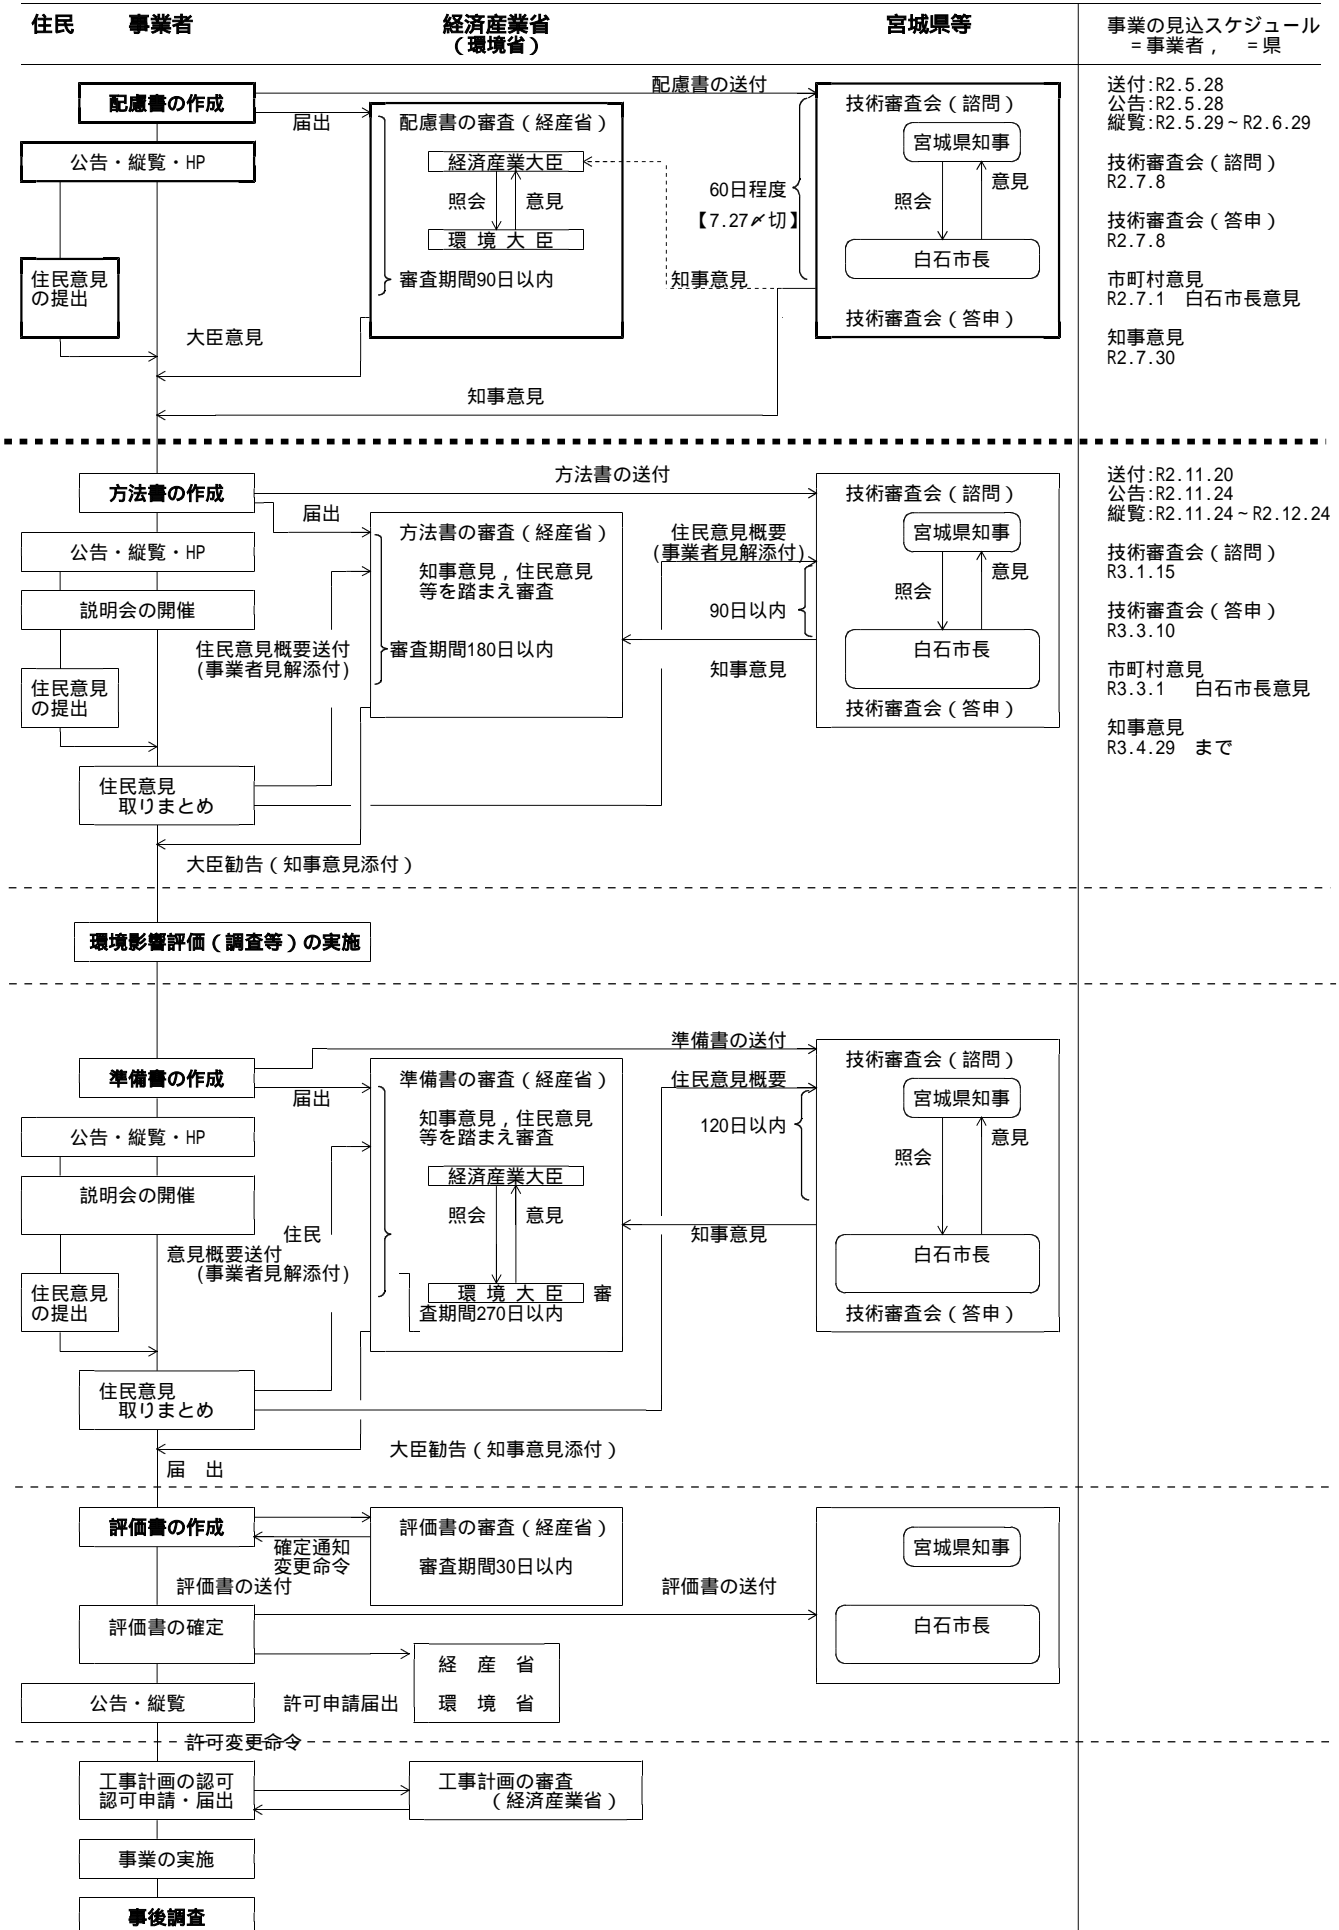 住民　事業者　経済産業省　宮城県等
（環境省）
事業の見込スケジュール
＝事業者，　＝県
配慮書の作成
届出
配慮書の送付
公告・縦覧・HP
住民意見
の提出
配慮書の審査（経産省）
経済産業大臣
照会　意見
環 境 大 臣
審査期間90日以内
大臣意見
知事意見
60日程度
【7.27〆切】
知事意見
技術審査会（諮問）
宮城県知事
照会　意見
白石市長
技術審査会（答申）
送付:R2.5.28
公告:R2.5.28
縦覧:R2.5.29～R2.6.29
技術審査会（諮問）
R2.7.8
技術審査会（答申）
R2.7.8
市町村意見
R2.7.1　白石市長意見
知事意見
R2.7.30
方法書の作成
届出
方法書の送付
公告・縦覧・HP
説明会の開催
住民意見
の提出
住民意見概要送付
(事業者見解添付)
住民意見
取りまとめ
方法書の審査（経産省）
知事意見，住民意見
等を踏まえ審査
審査期間180日以内
大臣勧告（知事意見添付）
住民意見概要
(事業者見解添付)
90日以内
知事意見
技術審査会（諮問）
宮城県知事
照会　意見
白石市長
技術審査会（答申）
送付:R2.11.20
公告:R2.11.24
縦覧:R2.11.24～R2.12.24
技術審査会（諮問）
R3.1.15
技術審査会（答申）
R3.3.10
市町村意見
R3.3.1　白石市長意見
知事意見
R3.4.29　まで
環境影響評価（調査等）の実施
準備書の作成
届出
準備書の送付
公告・縦覧・HP
説明会の開催
住民意見
の提出
住民
意見概要送付
(事業者見解添付)
住民意見
取りまとめ
準備書の審査（経産省）
知事意見，住民意見
等を踏まえ審査
経済産業大臣
照会　意見
環 境 大 臣　審
査期間270日以内
大臣勧告（知事意見添付）
住民意見概要
120日以内
知事意見
技術審査会（諮問）
宮城県知事
照会　意見
白石市長
技術審査会（答申）
届　出
評価書の作成
確定通知
変更命令
評価書の審査（経産省）
審査期間30日以内
評価書の送付
評価書の送付
宮城県知事
白石市長
評価書の確定
経　産　省
環　境　省
公告・縦覧
許可申請届出
許可変更命令
工事計画の認可
認可申請・届出
工事計画の審査
（経済産業省）
事業の実施
事後調査